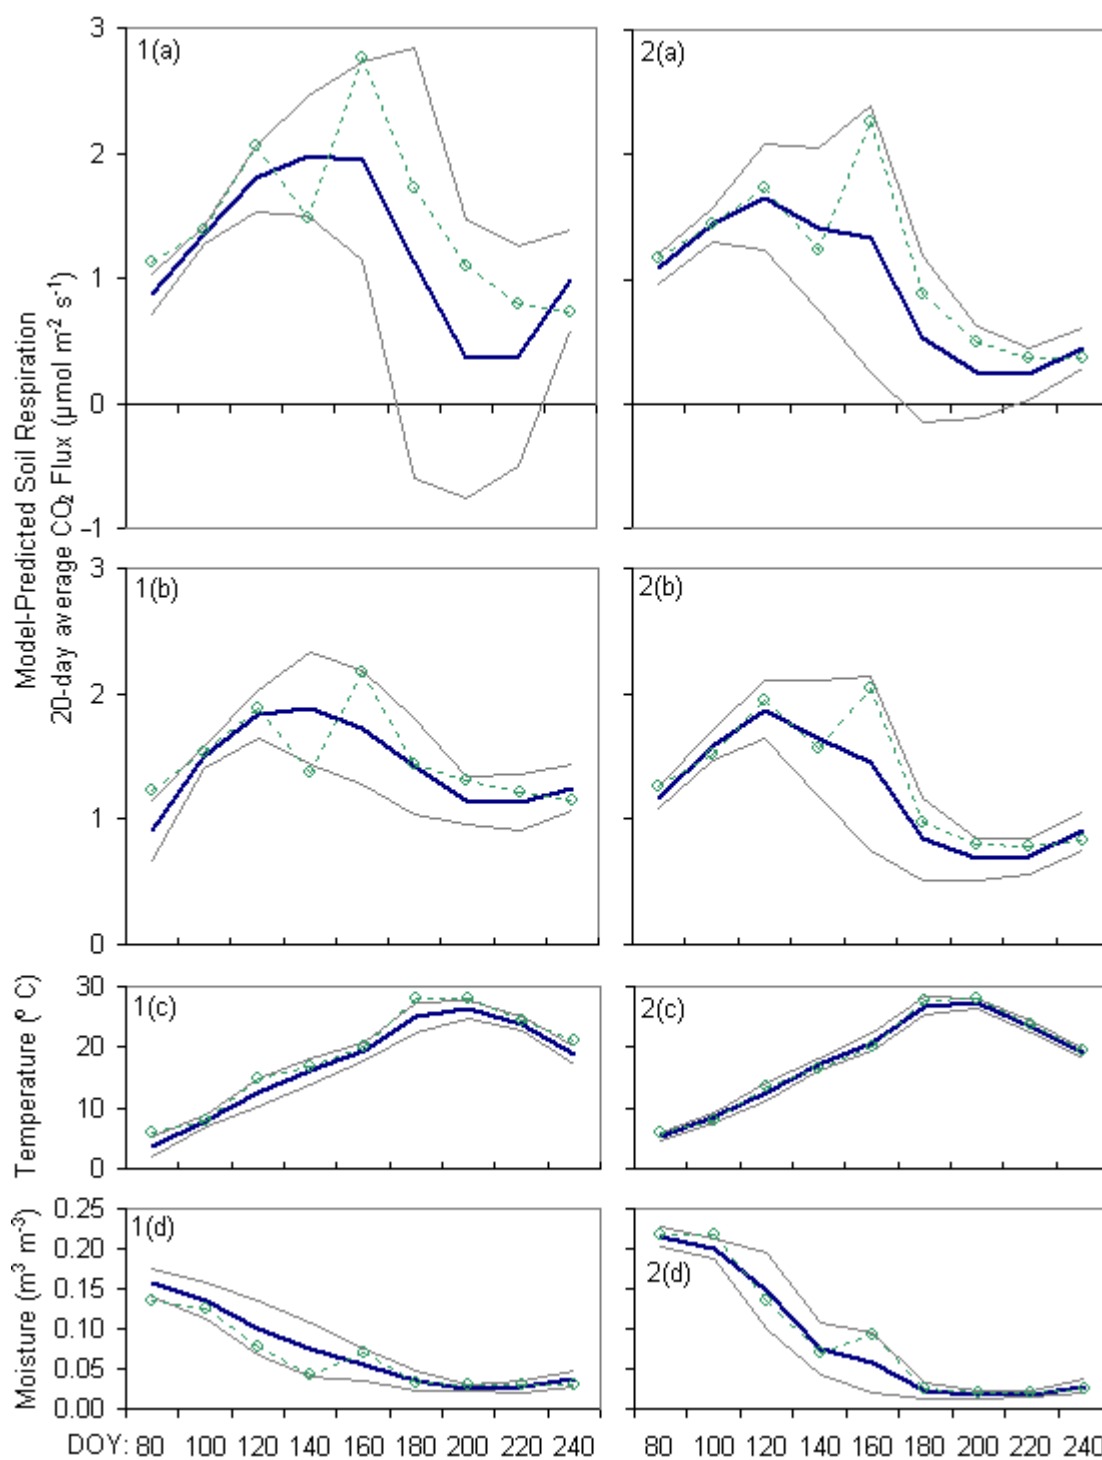 3
2
1
0
-1
1(a)
2(a)
Model-Predicted Soil Respiration
20-day average CO₂ Flux (µmol m⁻² s⁻¹)
3
2
1
0
1(b)
2(b)
Temperature (º C)
30
20
10
0
1(c)
2(c)
Moisture (m³ m⁻³)
0.25
0.20
0.15
0.10
0.05
0.00
1(d)
2(d)
DOY: 80 100 120 140 160 180 200 220 240
80 100 120 140 160 180 200 220 240